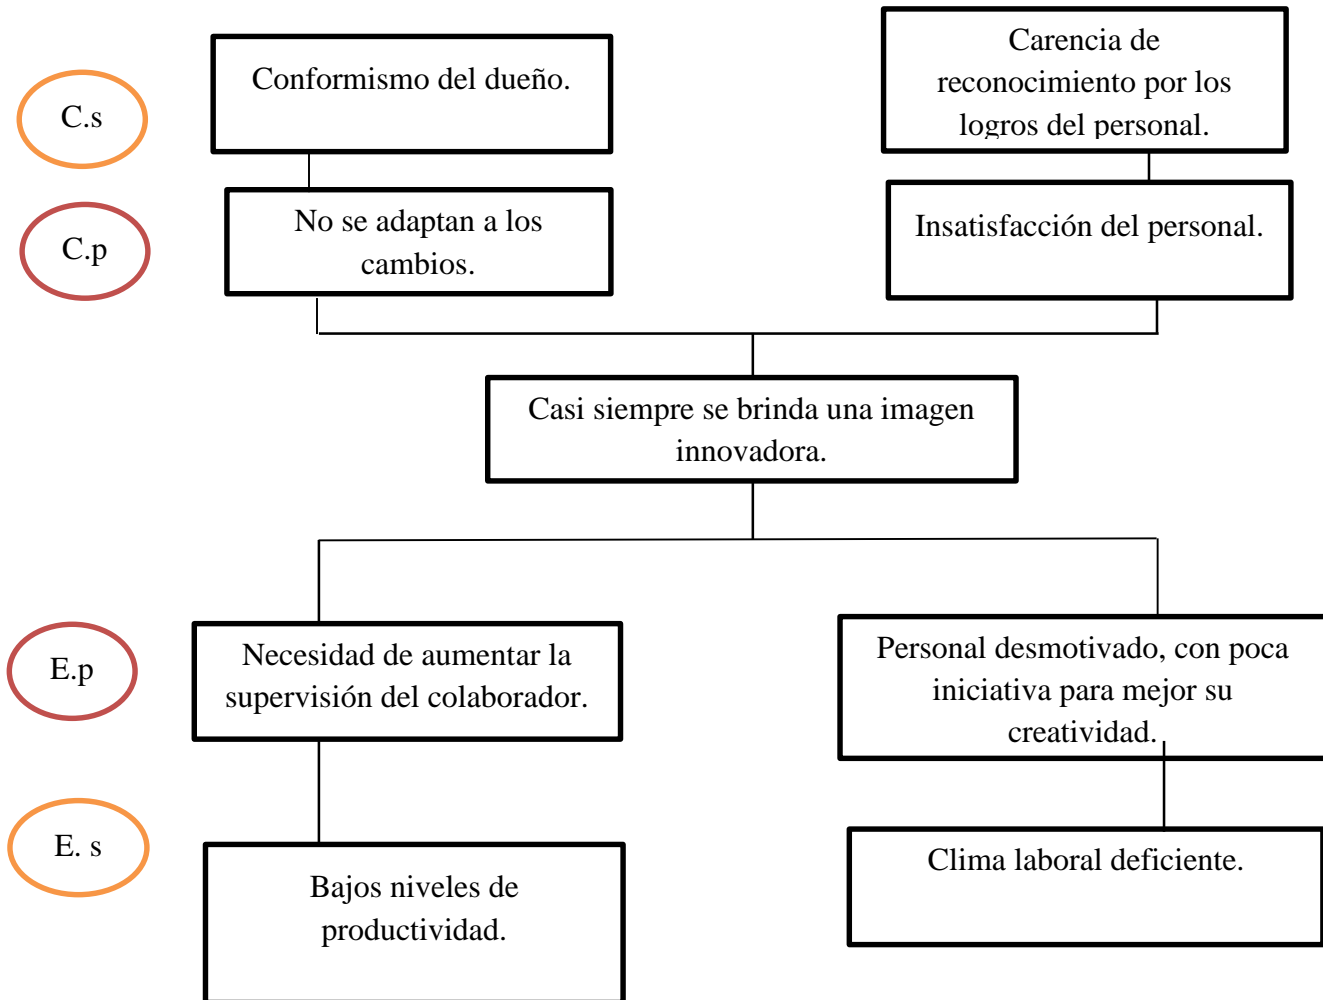 C.s
Conformismo del dueño.
Carencia de
reconocimiento por los
logros del personal.
C.p
No se adaptan a los
cambios.
Insatisfacción del personal.
Casi siempre se brinda una imagen
innovadora.
E.p
Necesidad de aumentar la
supervisión del colaborador.
Personal desmotivado, con poca
iniciativa para mejor su
creatividad.
E. s
Bajos niveles de
productividad.
Clima laboral deficiente.